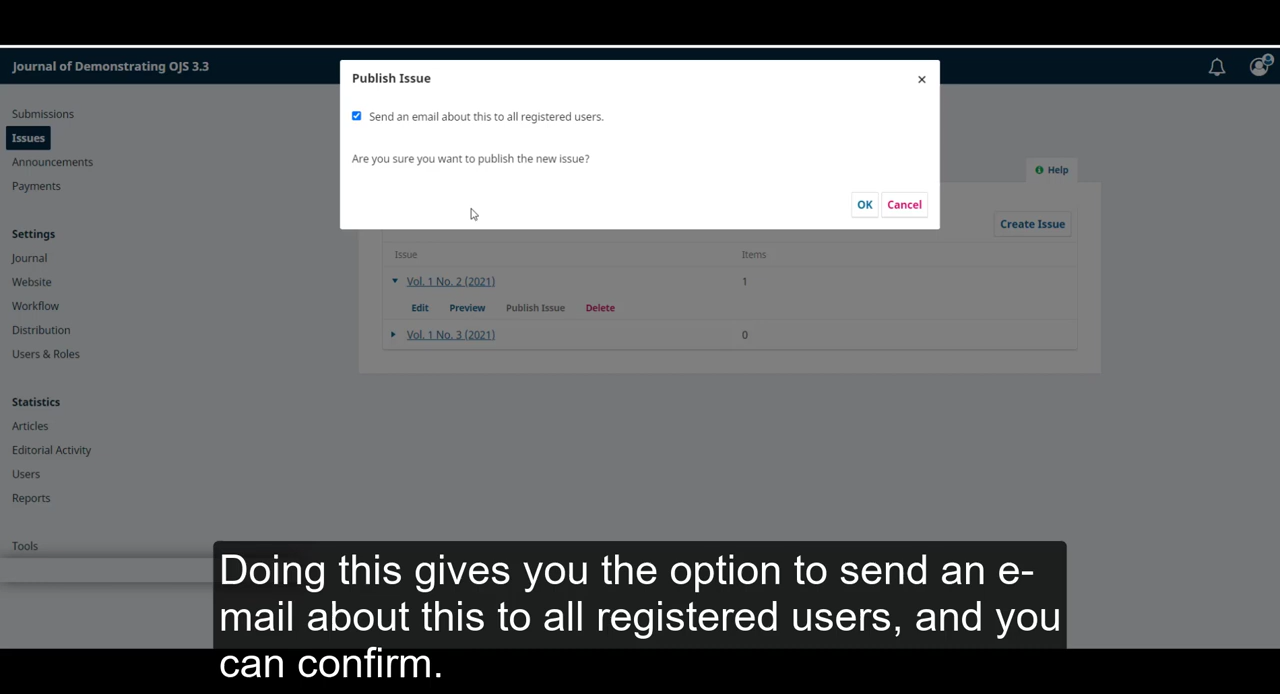 Journal of Demonstrating OJS 3.3
Publish Issue
×
Send an email about this to all registered users.
Are you sure you want to publish the new issue?
OK Cancel
Submissions
Issues
Announcements
Payments
Settings
Journal
Website
Workflow
Distribution
Users & Roles
Statistics
Articles
Editorial Activity
Users
Reports
Tools
Help
Create Issue
Issue Items
Vol. 1 No. 2 (2021) 1
Edit Preview Publish Issue Delete
Vol. 1 No. 3 (2021) 0
Doing this gives you the option to send an e-
mail about this to all registered users, and you
can confirm.